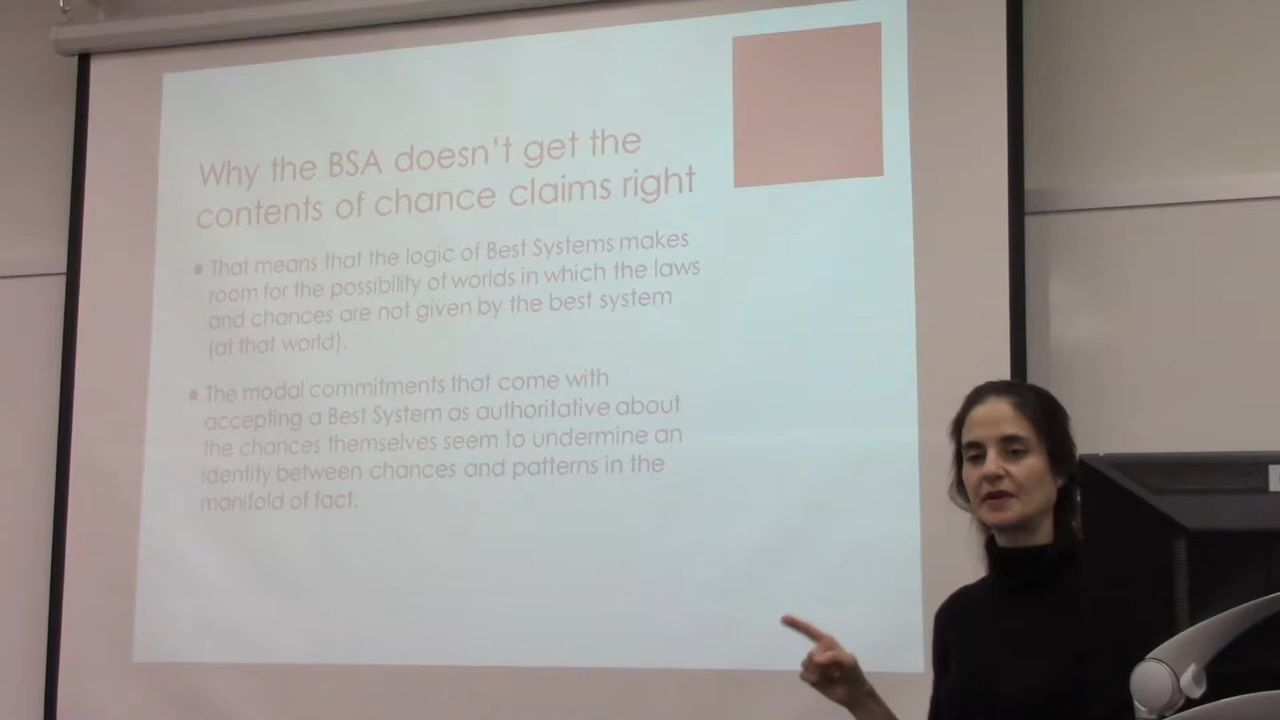 Why the BSA doesn't get the
contents of chance claims right
That means that the logic of Best Systems makes
room for the possibility of worlds in which the laws
and chances are not given by the best system
(at that world).
The modal commitments that come with
accepting a Best System as authoritative about
the chances themselves seem to undermine an
identity between chances and patterns in the
manifold of fact.